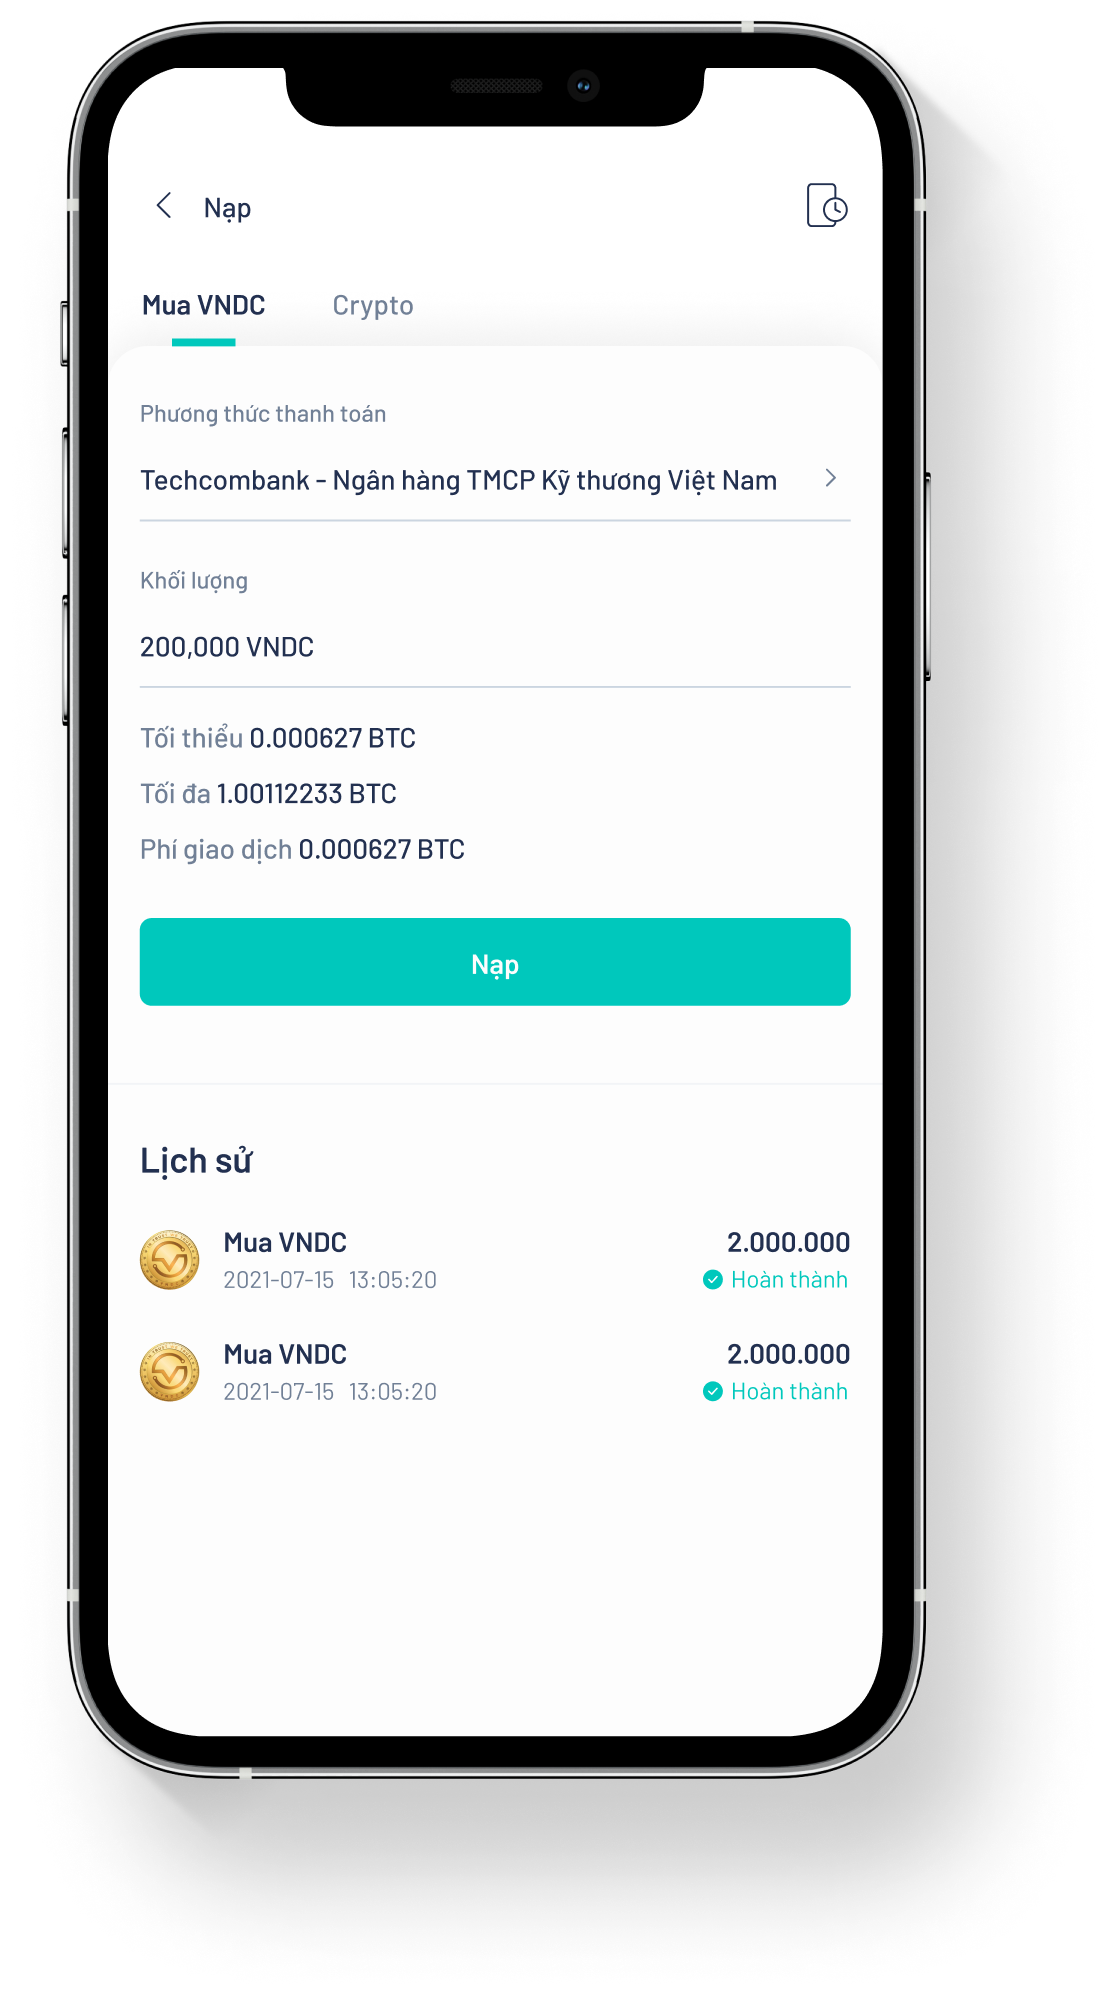 Nạp
Mua VNDC
Crypto
Phương thức thanh toán
Techcombank - Ngân hàng TMCP Kỹ thương Việt Nam
Khối lượng
200,000 VNDC
Tối thiểu 0.000627 BTC
Tối đa 1.00112233 BTC
Phí giao dịch 0.000627 BTC
Nạp
Lịch sử
Mua VNDC 2.000.000
2021-07-15 13:05:20 Hoàn thành
Mua VNDC 2.000.000
2021-07-15 13:05:20 Hoàn thành